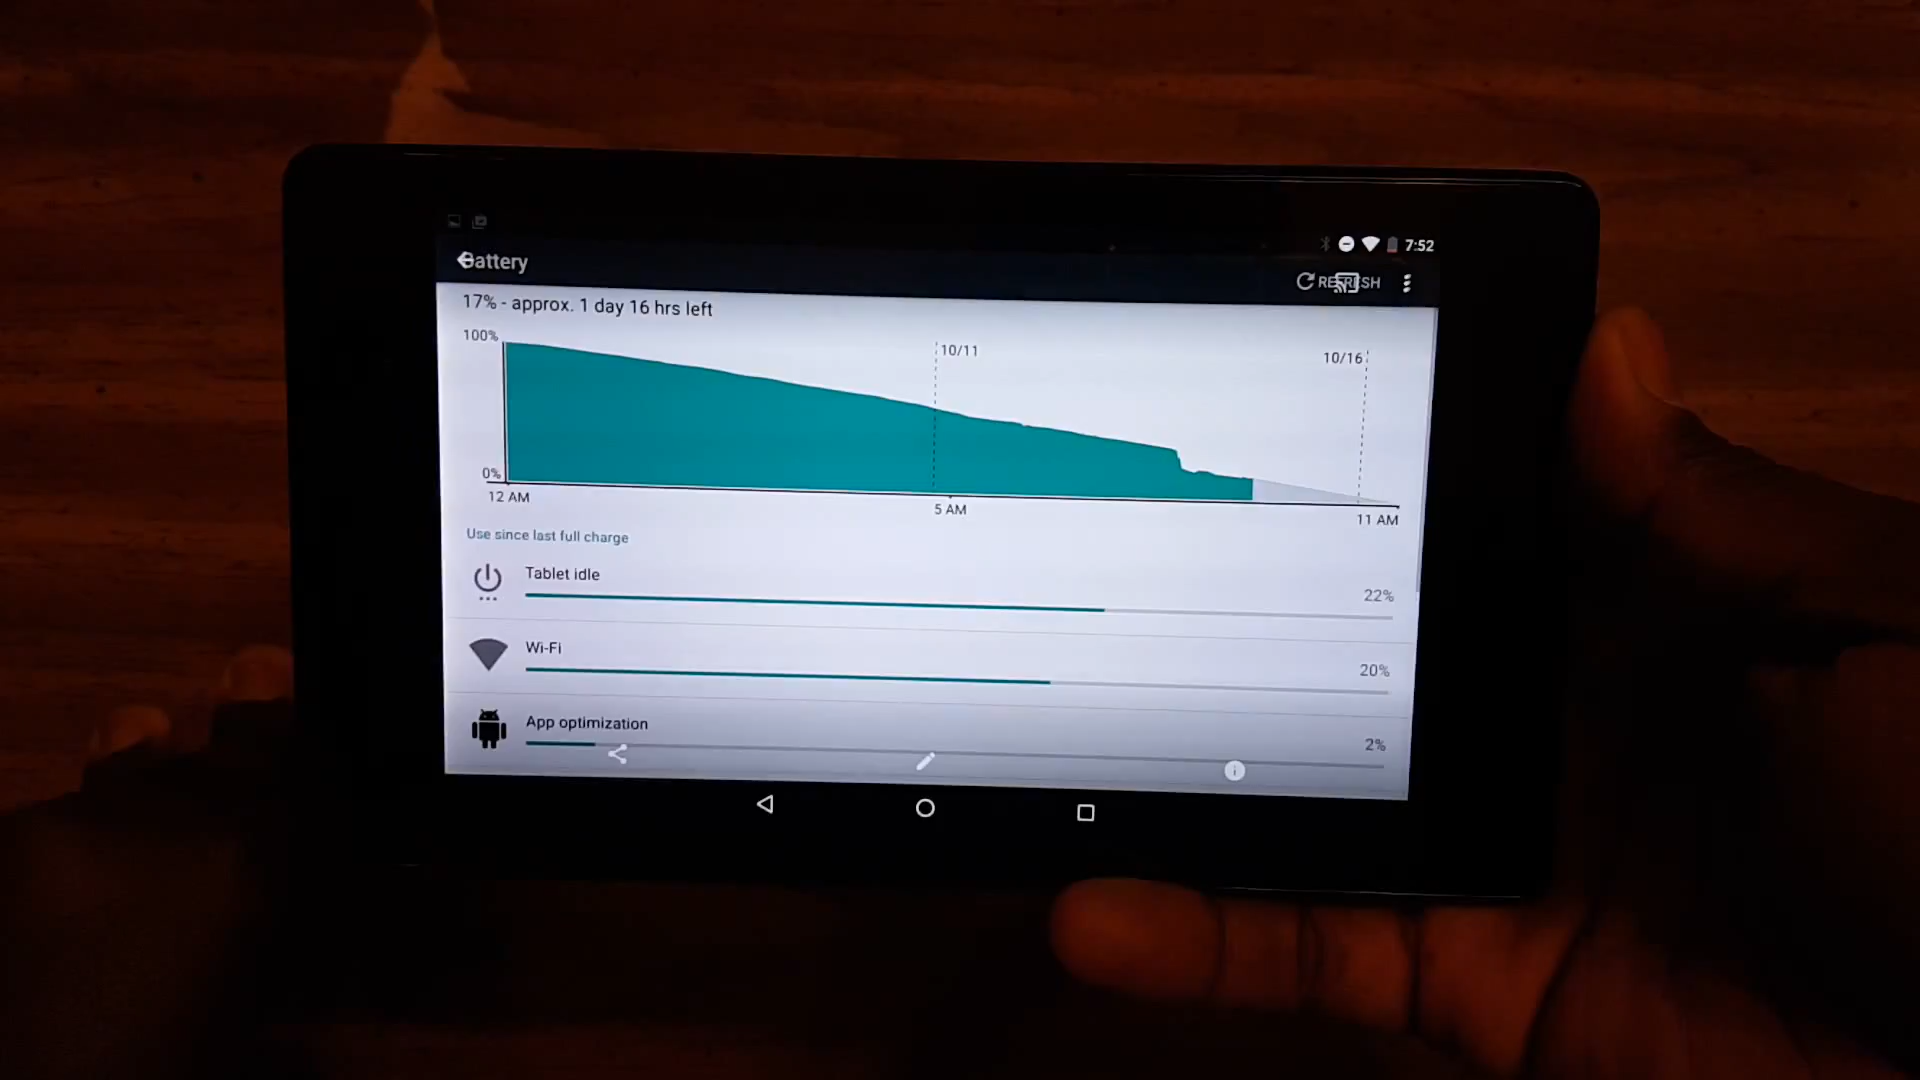 7:52
Battery
REFRESH
17% - approx. 1 day 16 hrs left
100%
10/11
10/16
0%
12 AM
5 AM
11 AM
Use since last full charge
Tablet idle
22%
Wi-Fi
20%
App optimization
2%